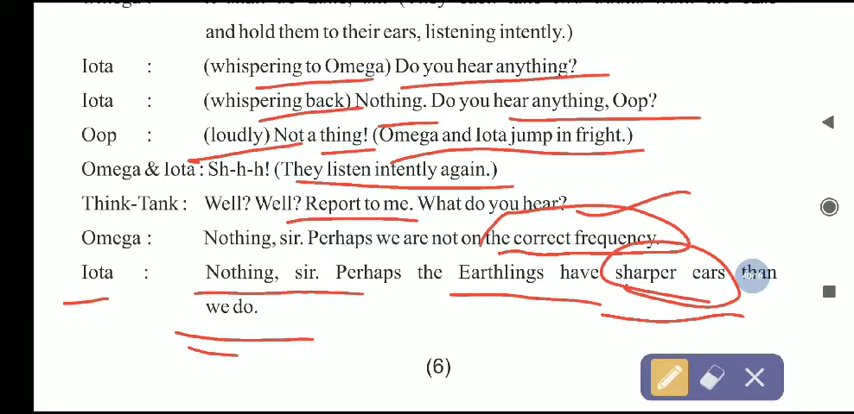 and hold them to their ears, listening intently.)
Iota : (whispering to Omega) Do you hear anything?
Iota : (whispering back) Nothing. Do you hear anything, Oop?
Oop : (loudly) Not a thing! (Omega and Iota jump in fright.)
Omega & Iota : Sh-h-h! (They listen intently again.)
Think-Tank : Well? Well? Report to me. What do you hear?
Omega : Nothing, sir. Perhaps we are not on the correct frequency.
Iota : Nothing, sir. Perhaps the Earthlings have sharper ears than
we do.
(6)